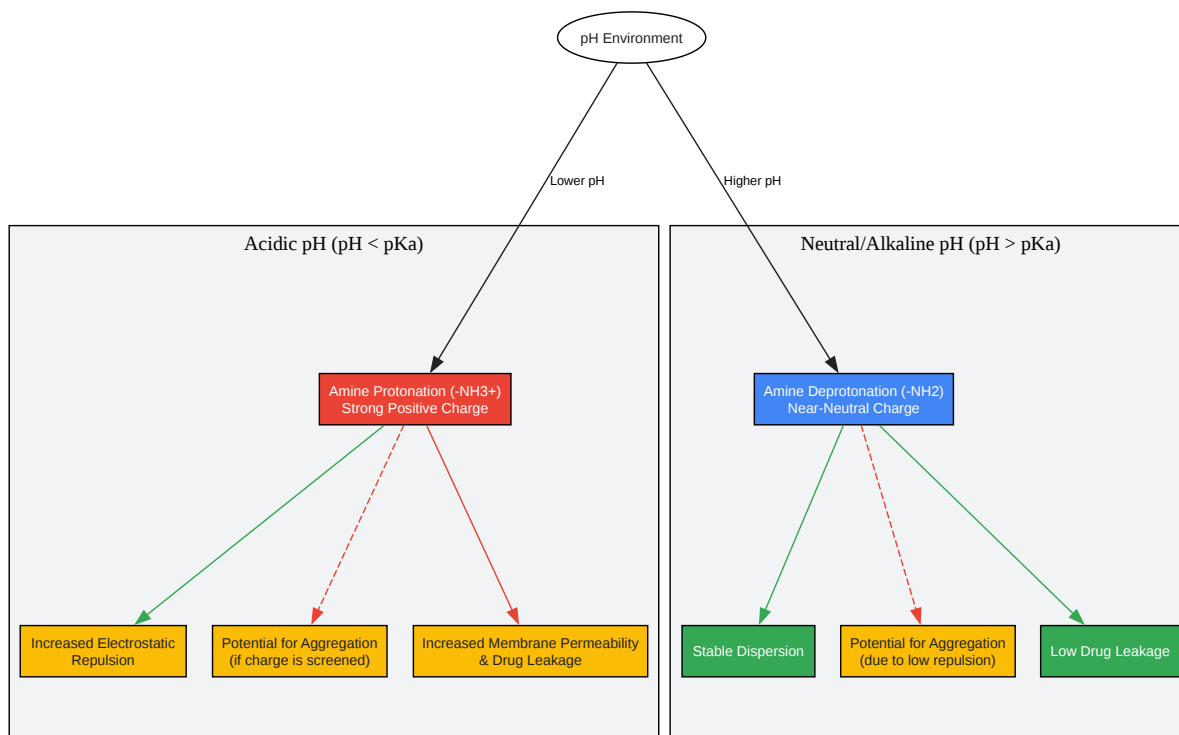 pH Environment
Lower pH
Higher pH
Acidic pH (pH < pKa)
Neutral/Alkaline pH (pH > pKa)
Amine Protonation (-NH3+)
Strong Positive Charge
Amine Deprotonation (-NH2)
Near-Neutral Charge
Increased Electrostatic
Repulsion
Potential for Aggregation
(if charge is screened)
Increased Membrane Permeability
& Drug Leakage
Stable Dispersion
Potential for Aggregation
(due to low repulsion)
Low Drug Leakage